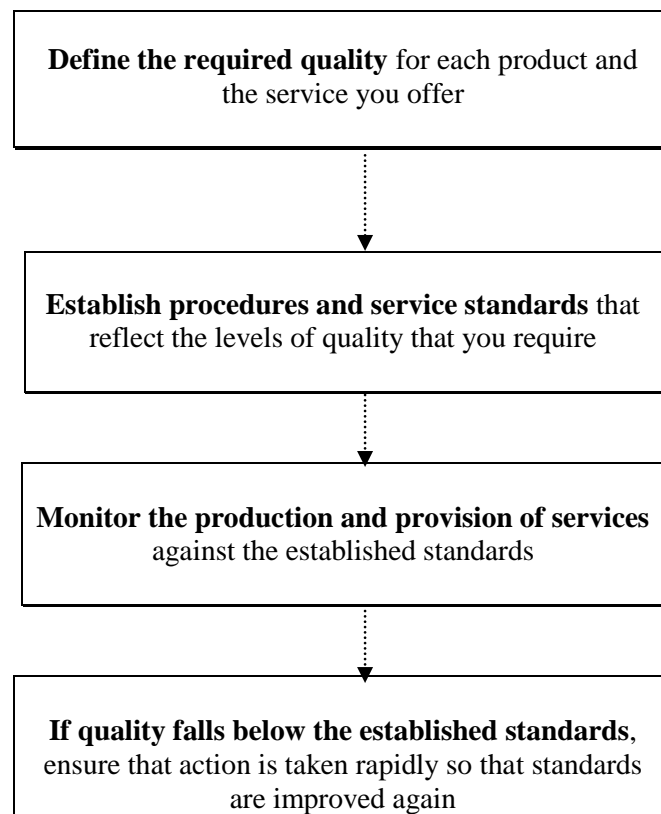 Define the required quality for each product and
the service you offer
Establish procedures and service standards that
reflect the levels of quality that you require
Monitor the production and provision of services
against the established standards
If quality falls below the established standards,
ensure that action is taken rapidly so that standards
are improved again